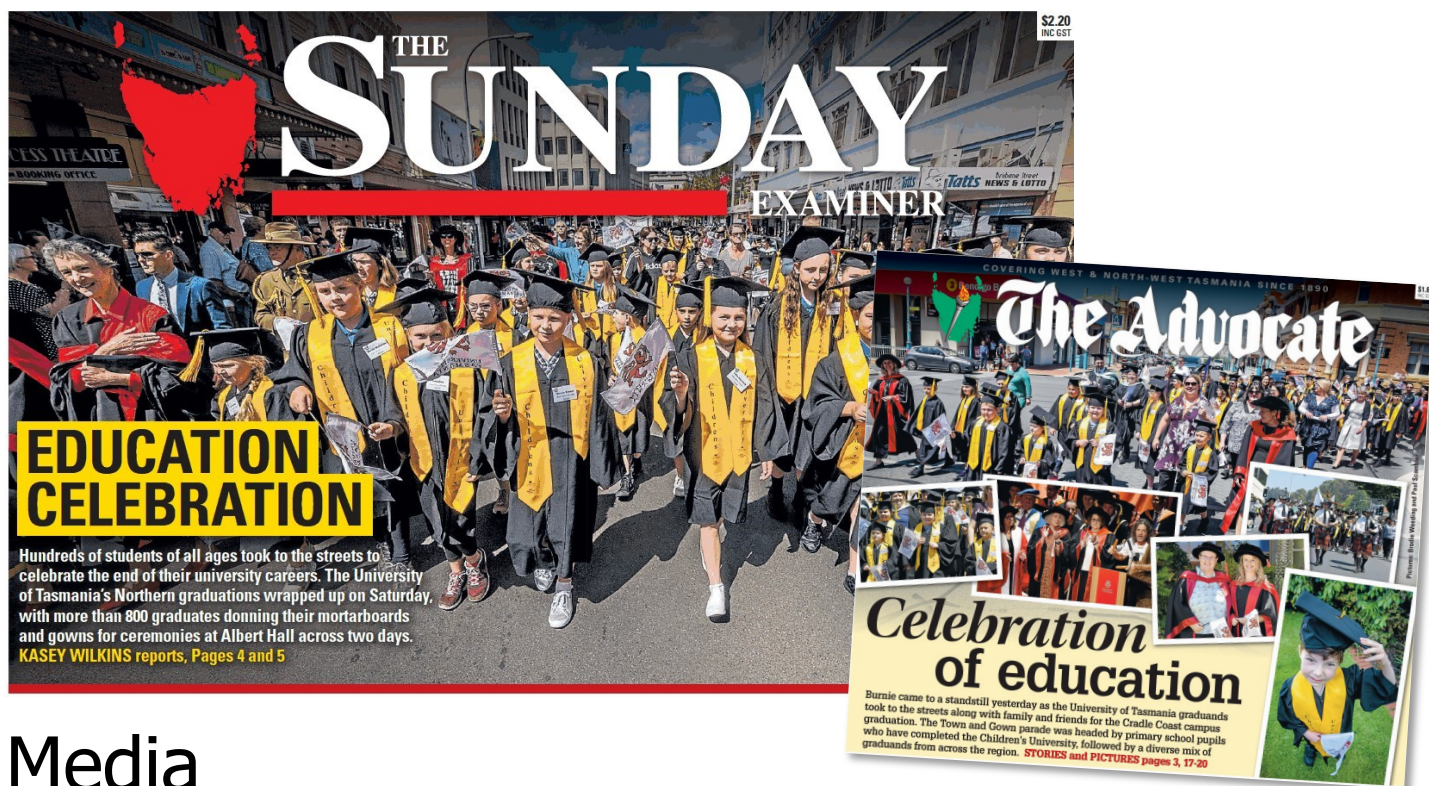 $2.20
INC GST
THE
SUNDAY
EXAMINER
CESS THEATRE
BOOKING OFFICE
Tatts
Brisbane Street
NEWS & LOTTO
EDUCATION
CELEBRATION
Hundreds of students of all ages took to the streets to
celebrate the end of their university careers. The University
of Tasmania's Northern graduations wrapped up on Saturday,
with more than 800 graduates donning their mortarboards
and gowns for ceremonies at Albert Hall across two days.
KASEY WILKINS reports, Pages 4 and 5
COVERING WEST & NORTH-WEST TASMANIA SINCE 1890
The Advocate
Celebration
of education
Burnie came to a standstill yesterday as the University of Tasmania graduands
took to the streets along with family and friends for the Cradle Coast campus
graduation. The Town and Gown parade was headed by primary school pupils
who have completed the Children's University, followed by a diverse mix of
graduands from across the region. STORIES and PICTURES pages 3, 17-20
Media